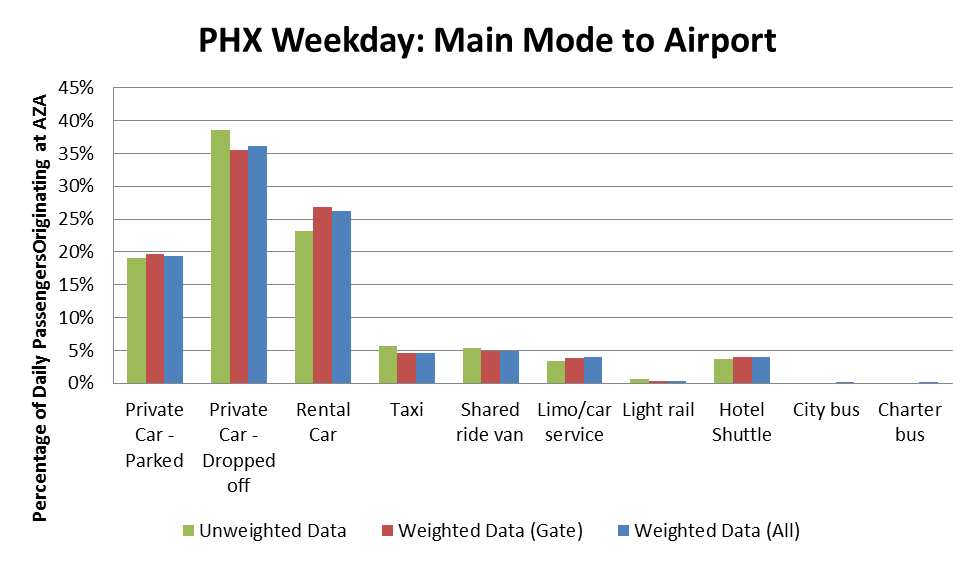 PHX Weekday: Main Mode to Airport
Percentage of Daily PassengersOriginating at AZA
45%
40%
35%
30%
25%
20%
15%
10%
5%
0%
Private Car - Parked
Private Car - Dropped off
Rental Car
Taxi
Shared ride van
Limo/car service
Light rail
Hotel Shuttle
City bus
Charter bus
Unweighted Data
Weighted Data (Gate)
Weighted Data (All)